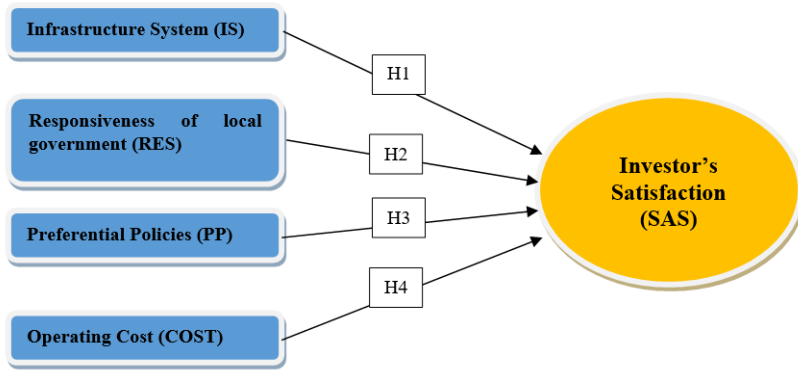 Infrastructure System (IS)
H1
Responsiveness of local
government (RES)
H2
Investor’s
Satisfaction
(SAS)
Preferential Policies (PP)
H3
H4
Operating Cost (COST)